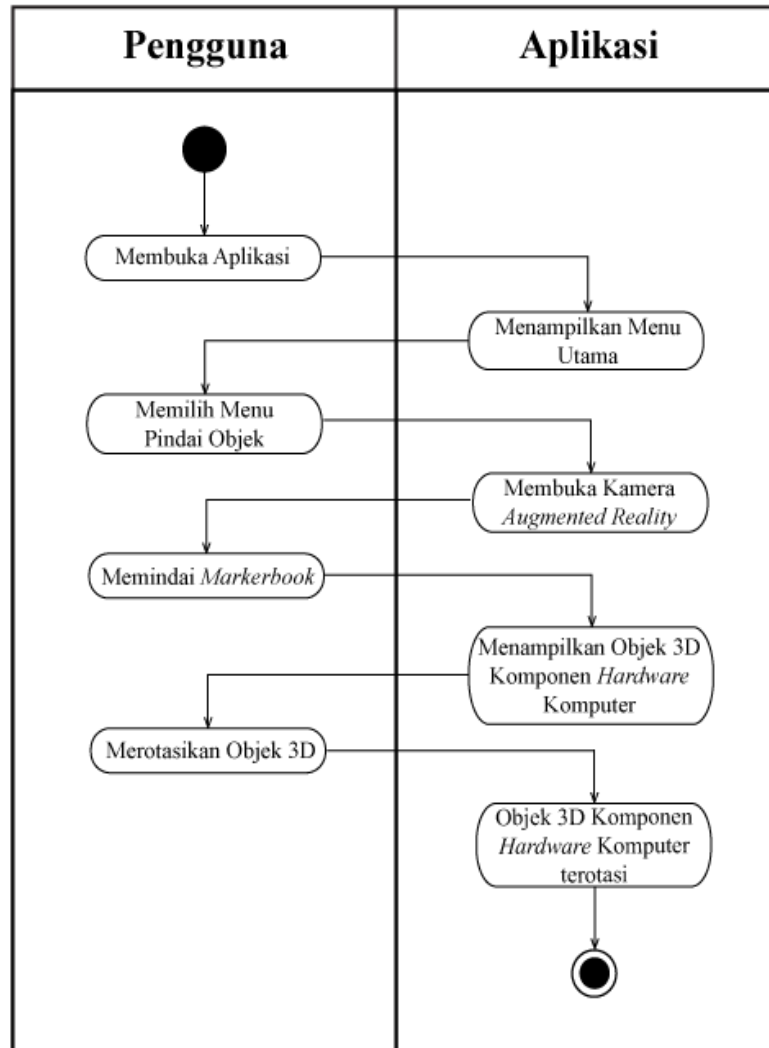 Pengguna
Aplikasi
Membuka Aplikasi
Menampilkan Menu
Utama
Memilih Menu
Pindai Objek
Membuka Kamera
Augmented Reality
Memindai Markerbook
Menampilkan Objek 3D
Komponen Hardware
Komputer
Merotasikan Objek 3D
Objek 3D Komponen
Hardware Komputer
terotasi